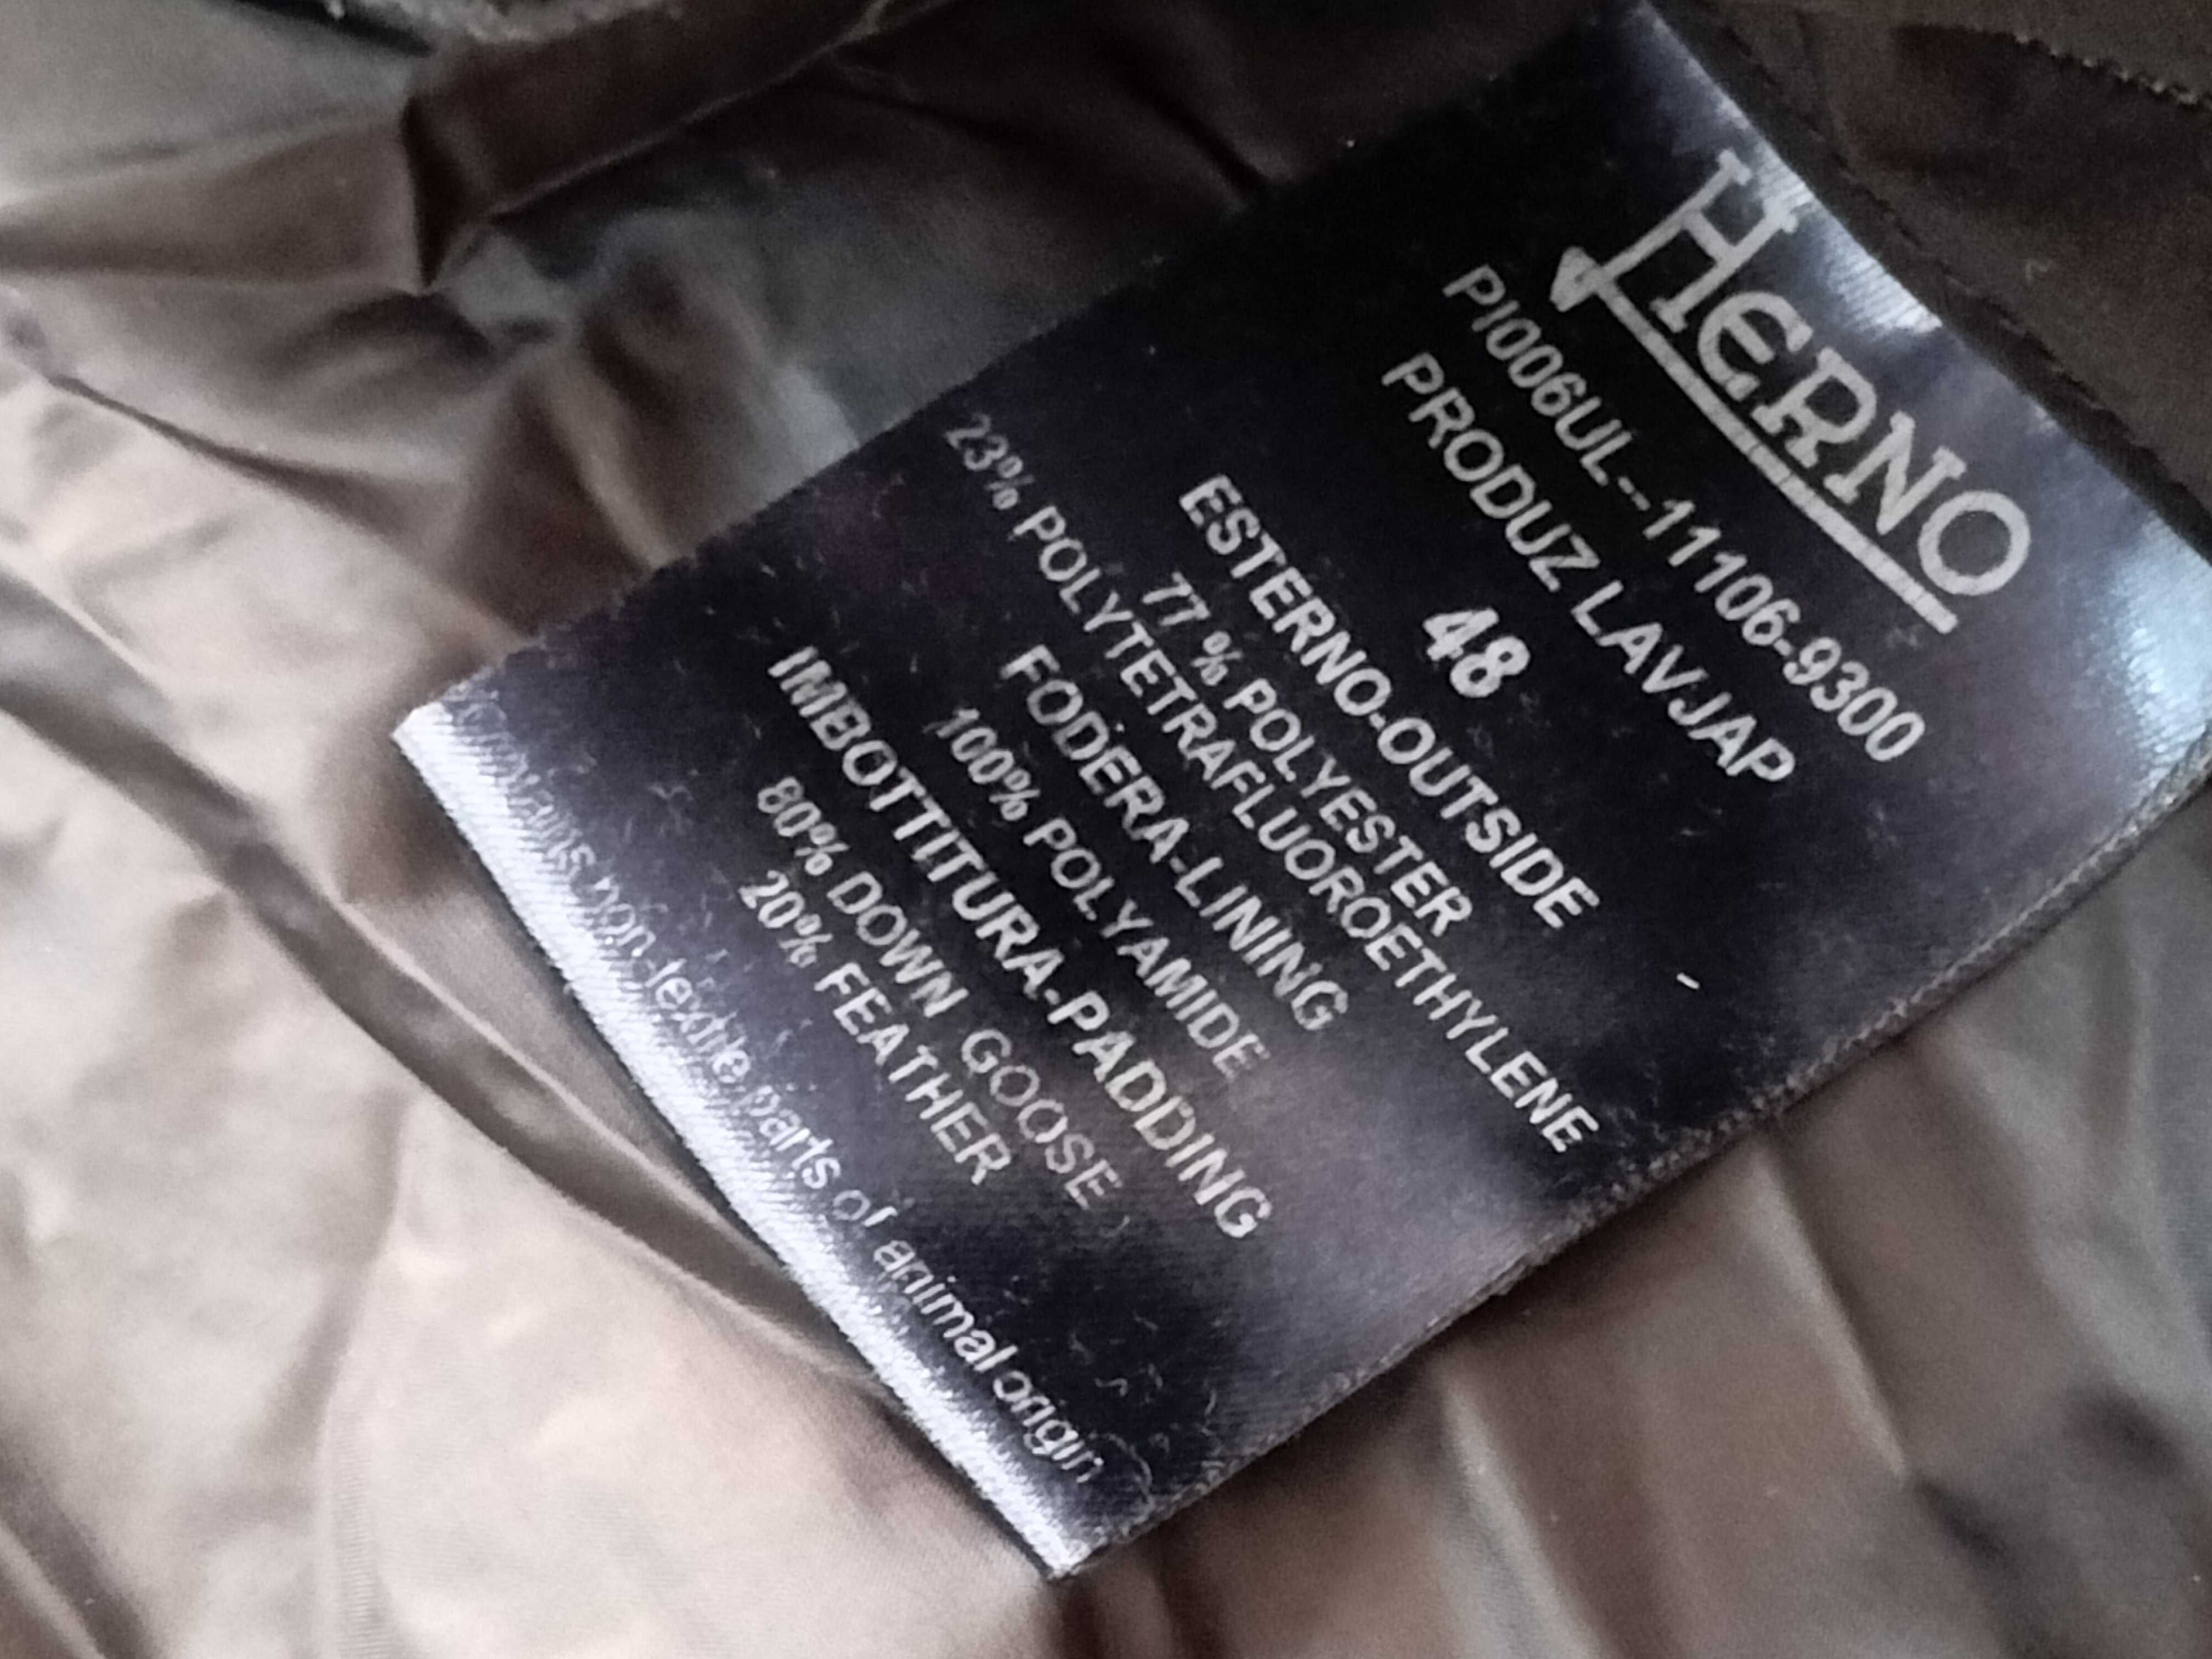 HERNO
PI006UL--11106-9300
PRODUZ LAVJAP
48
ESTERNO-OUTSIDE
77 % POLYESTER
23% POLYTETRAFLUOROETHYLENE
FODERA-LINING
100% POLYAMIDE
IMBOTTITURA-PADDING
80% DOWN GOOSE
20% FEATHER
non-textile parts of animal origin